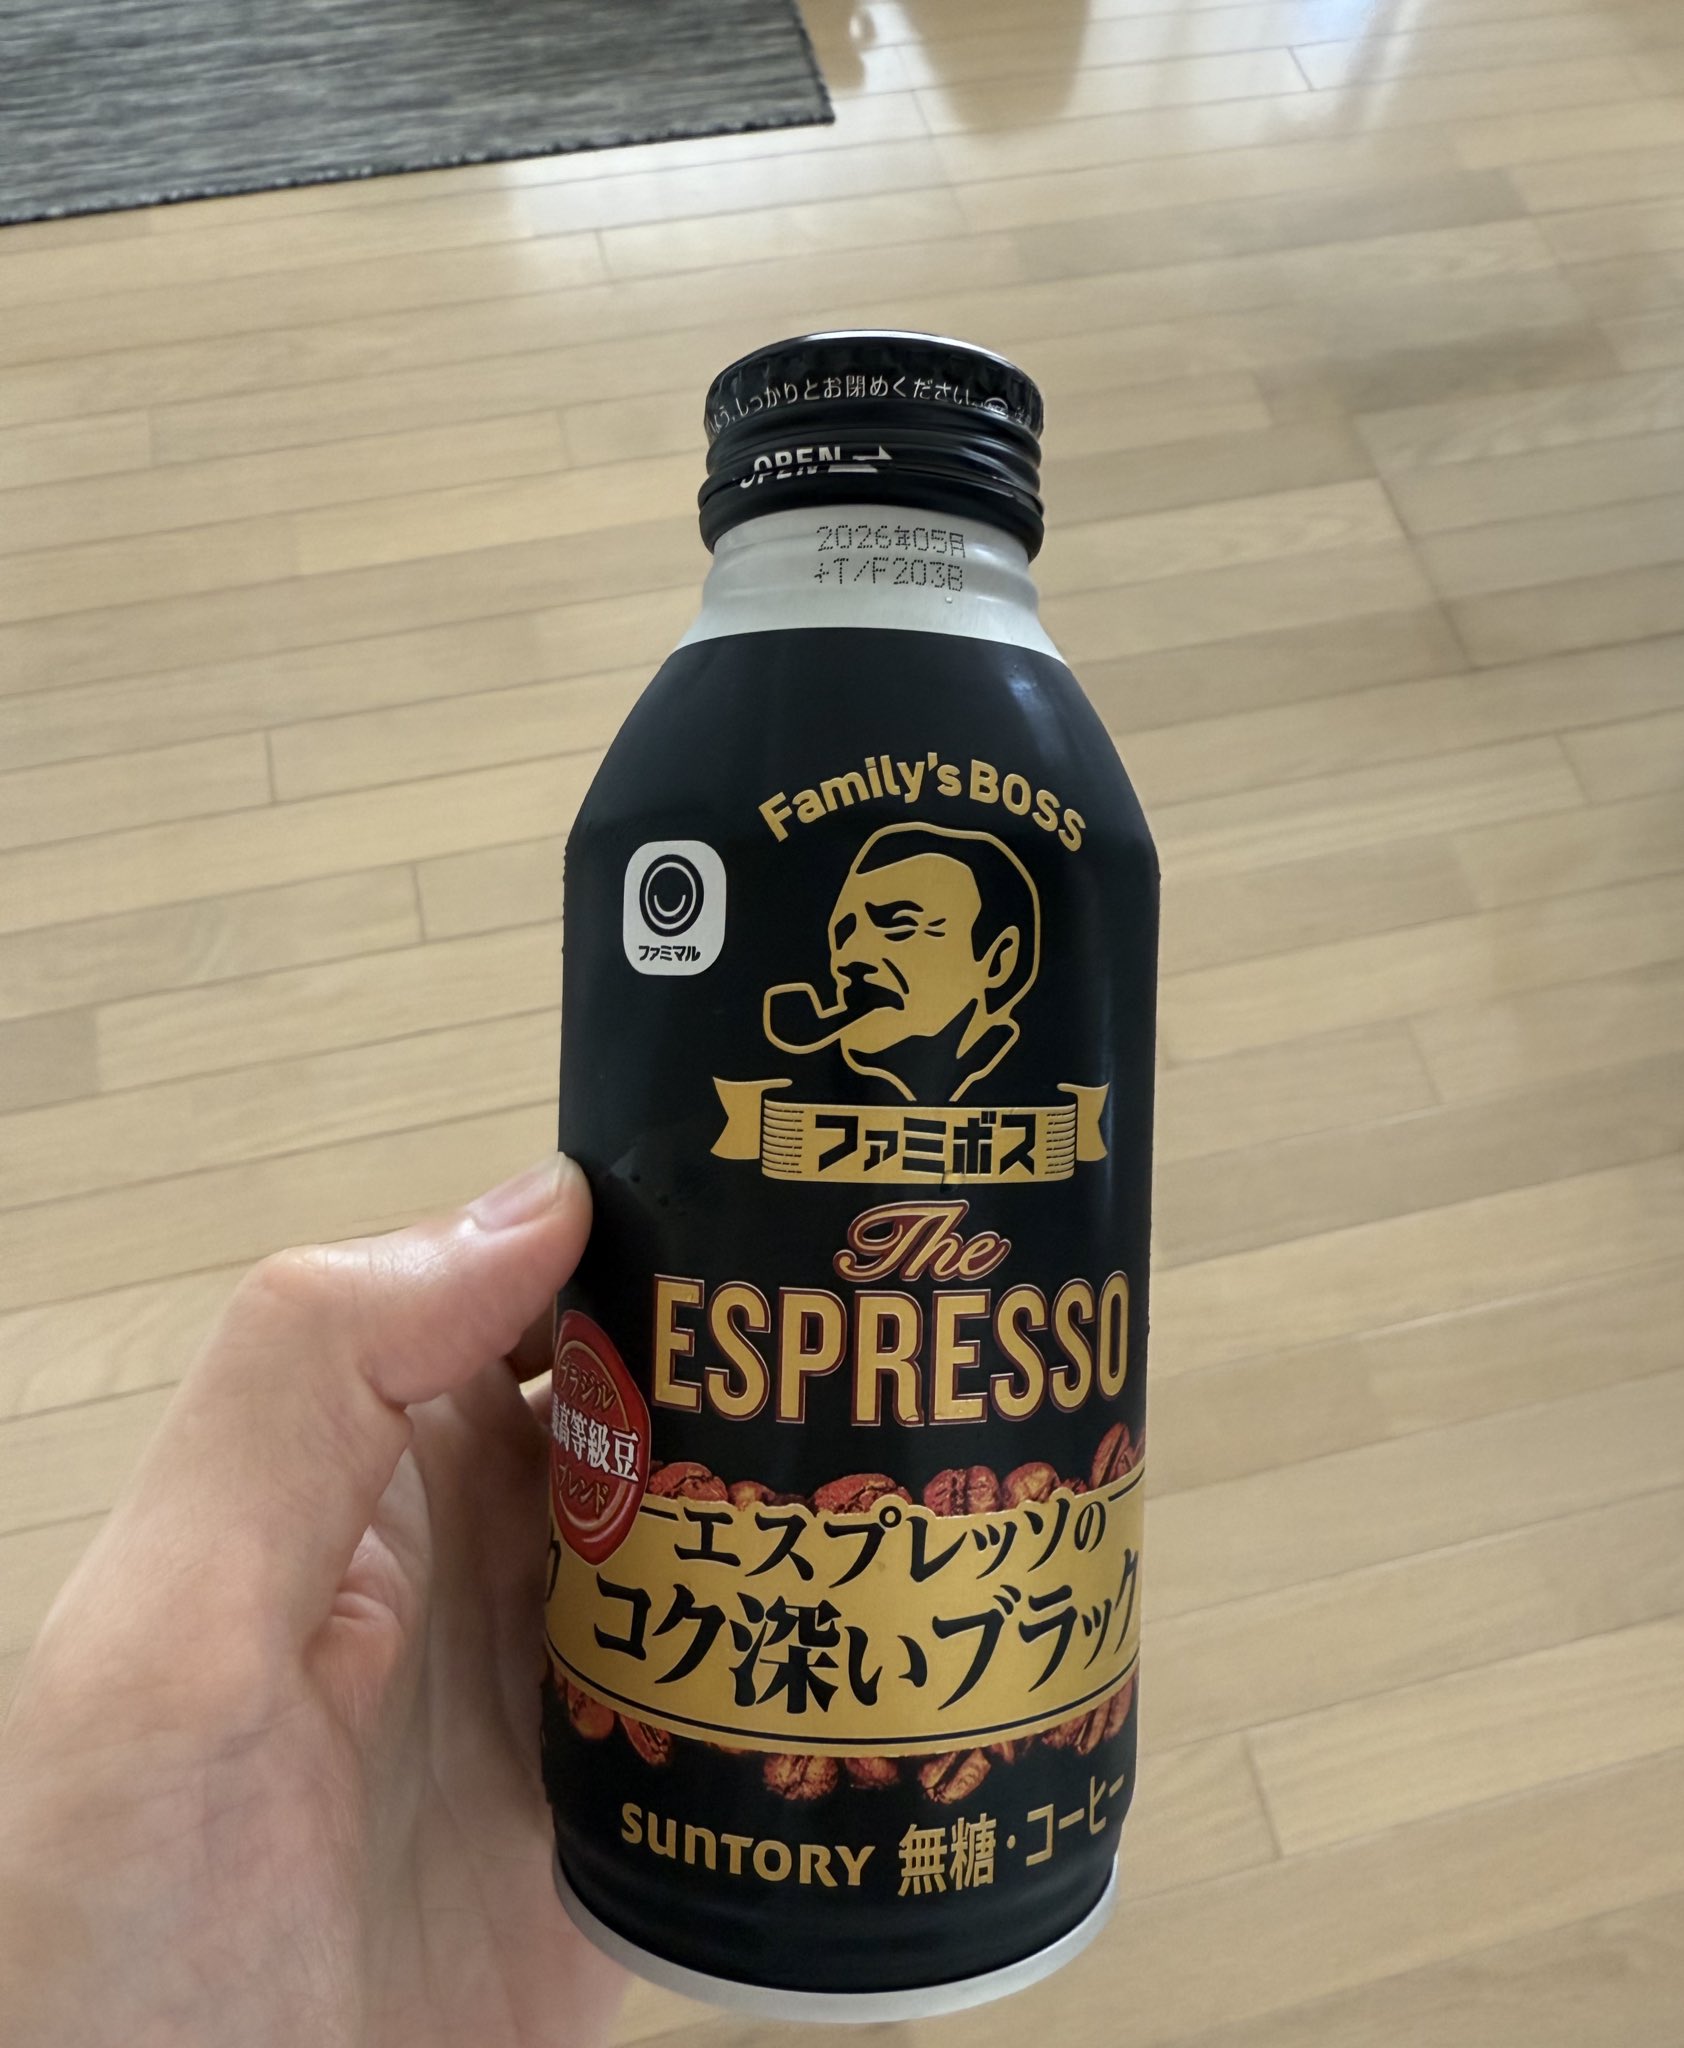 しっかりとお閉めください
OPEN
2026年05月
+T/F203B
Family's BOSS
ファミマル
ファミボス
The
ESPRESSO
ブラジル
最高等級豆
ブレンド
エスプレッソの
コク深いブラック
SUNTORY 無糖・コーヒー